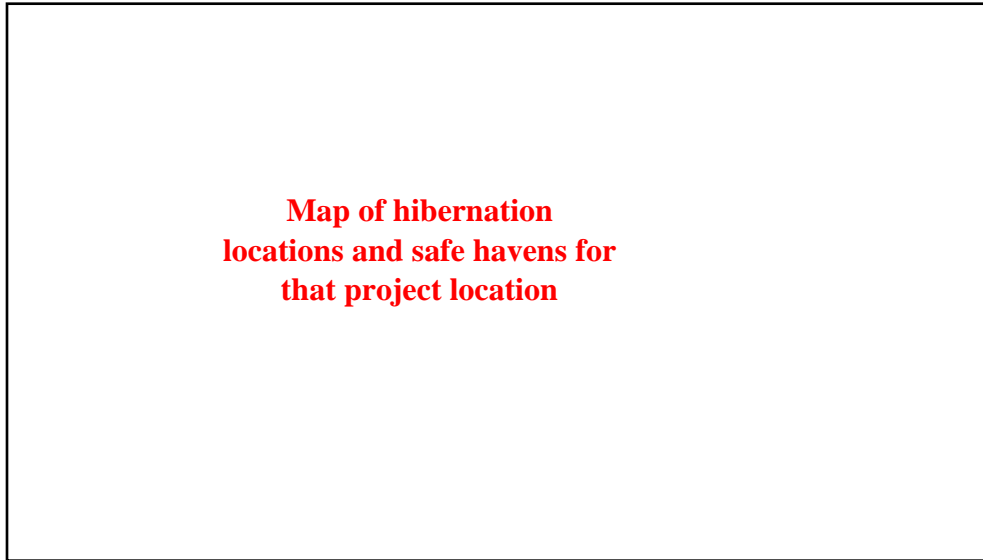 Map of hibernation
locations and safe havens for
that project location